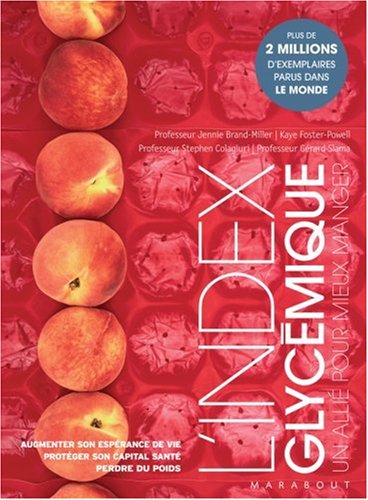 PLUS DE
2 MILLIONS
D'EXEMPLAIRES
PARUS DANS
LE MONDE
Professeur Jennie Brand-Miller | Kaye Foster-Powell
Professeur Stephen Colagiuri | Professeur Gérard Slama
L'INDEX
GLYCÉMIQUE
UN ALLIÉ POUR MIEUX MANGER
AUGMENTER SON ESPÉRANCE DE VIE
PROTÉGER SON CAPITAL SANTÉ
PERDRE DU POIDS
MARABOUT